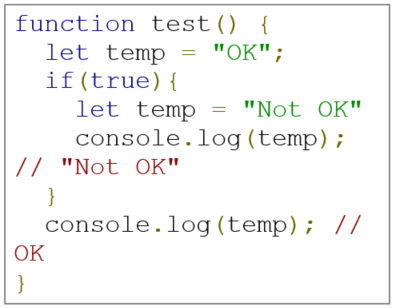 function test() {
  let temp = "OK";
  if(true){
    let temp = "Not OK"
    console.log(temp);
// "Not OK"
  }
  console.log(temp); //
OK
}